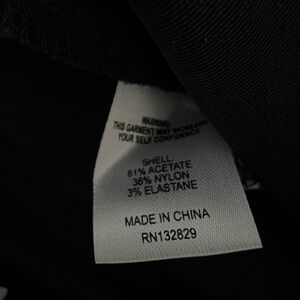 WARNING:
THIS GARMENT MAY INCREASE
YOUR SELF CONFIDENCE
SHELL:
61% ACETATE
36% NYLON
3% ELASTANE
MADE IN CHINA
RN132829